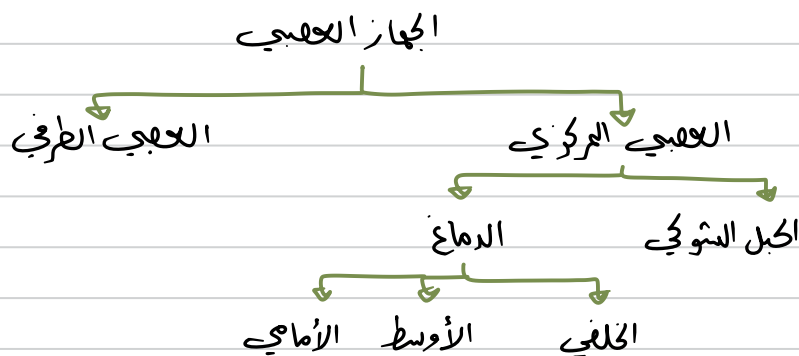 الجهاز العصبي
العصبي المركزي العصبي الطرفي
الحبل الشوكي الدماغ
الخلفي الأوسط الأمامي